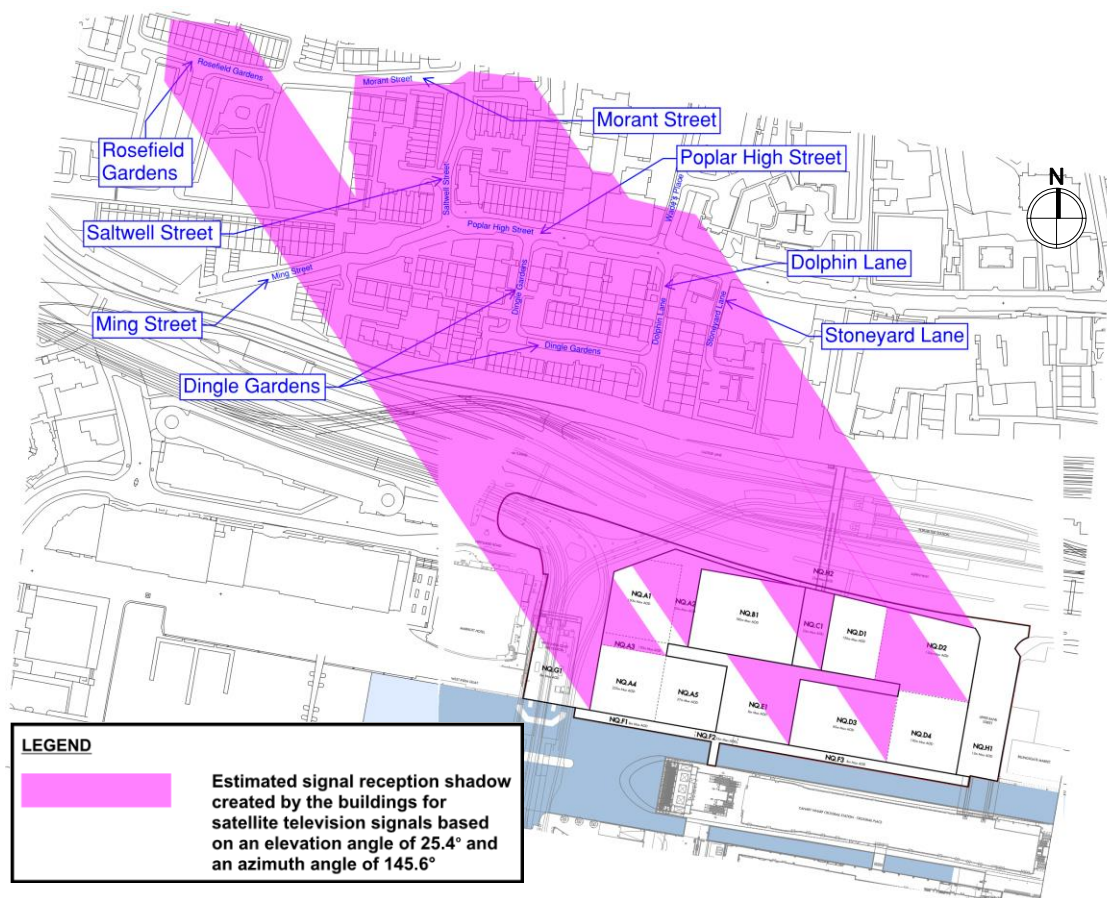 Rosefield Gardens
Morant Street
Morant Street
Rosefield
Gardens
Poplar High Street
N
Wade's Place
Saltwell Street
Saltwell Street
Poplar High Street
Dolphin Lane
Ming Street
Ming Street
Dingle Gardens
Dolphin Lane
Stoneyard Lane
Stoneyard Lane
Dingle Gardens
Dingle Gardens
NQ.H2
NQ.A1
NQ.A2
NQ.B1
NQ.C1
NQ.D1
NQ.D2
NQ.A3
NQ.G1
NQ.A4
NQ.A5
NQ.E1
NQ.D3
NQ.D4
NQ.H1
NQ.F1
NQ.F2
NQ.F3
LEGEND
Estimated signal reception shadow
created by the buildings for
satellite television signals based
on an elevation angle of 25.4° and
an azimuth angle of 145.6°